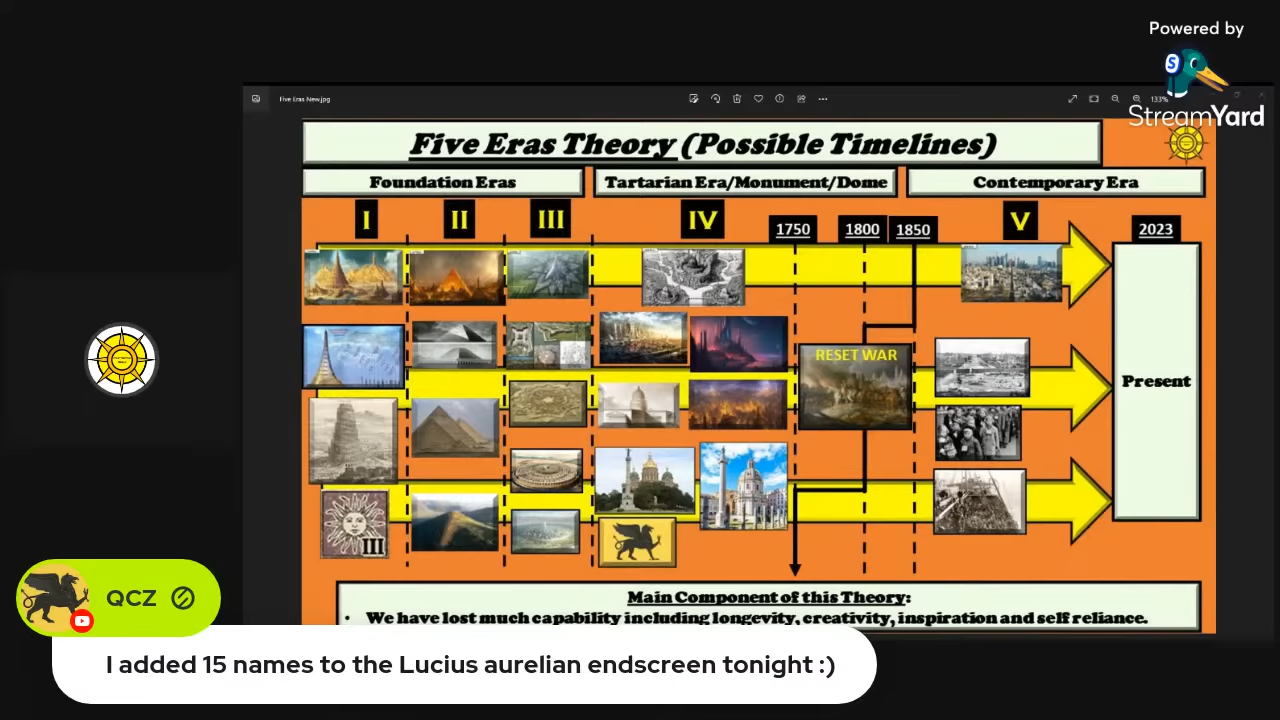 Powered by
StreamYard
Five Eras New.jpg
133%
Five Eras Theory (Possible Timelines)
Foundation Eras
Tartarian Era/Monument/Dome
Contemporary Era
I
II
III
IV
1750
1800
1850
V
2023
RESET WAR
Present
III
Main Component of this Theory:
· We have lost much capability including longevity, creativity, inspiration and self reliance.
QCZ
I added 15 names to the Lucius aurelian endscreen tonight :)